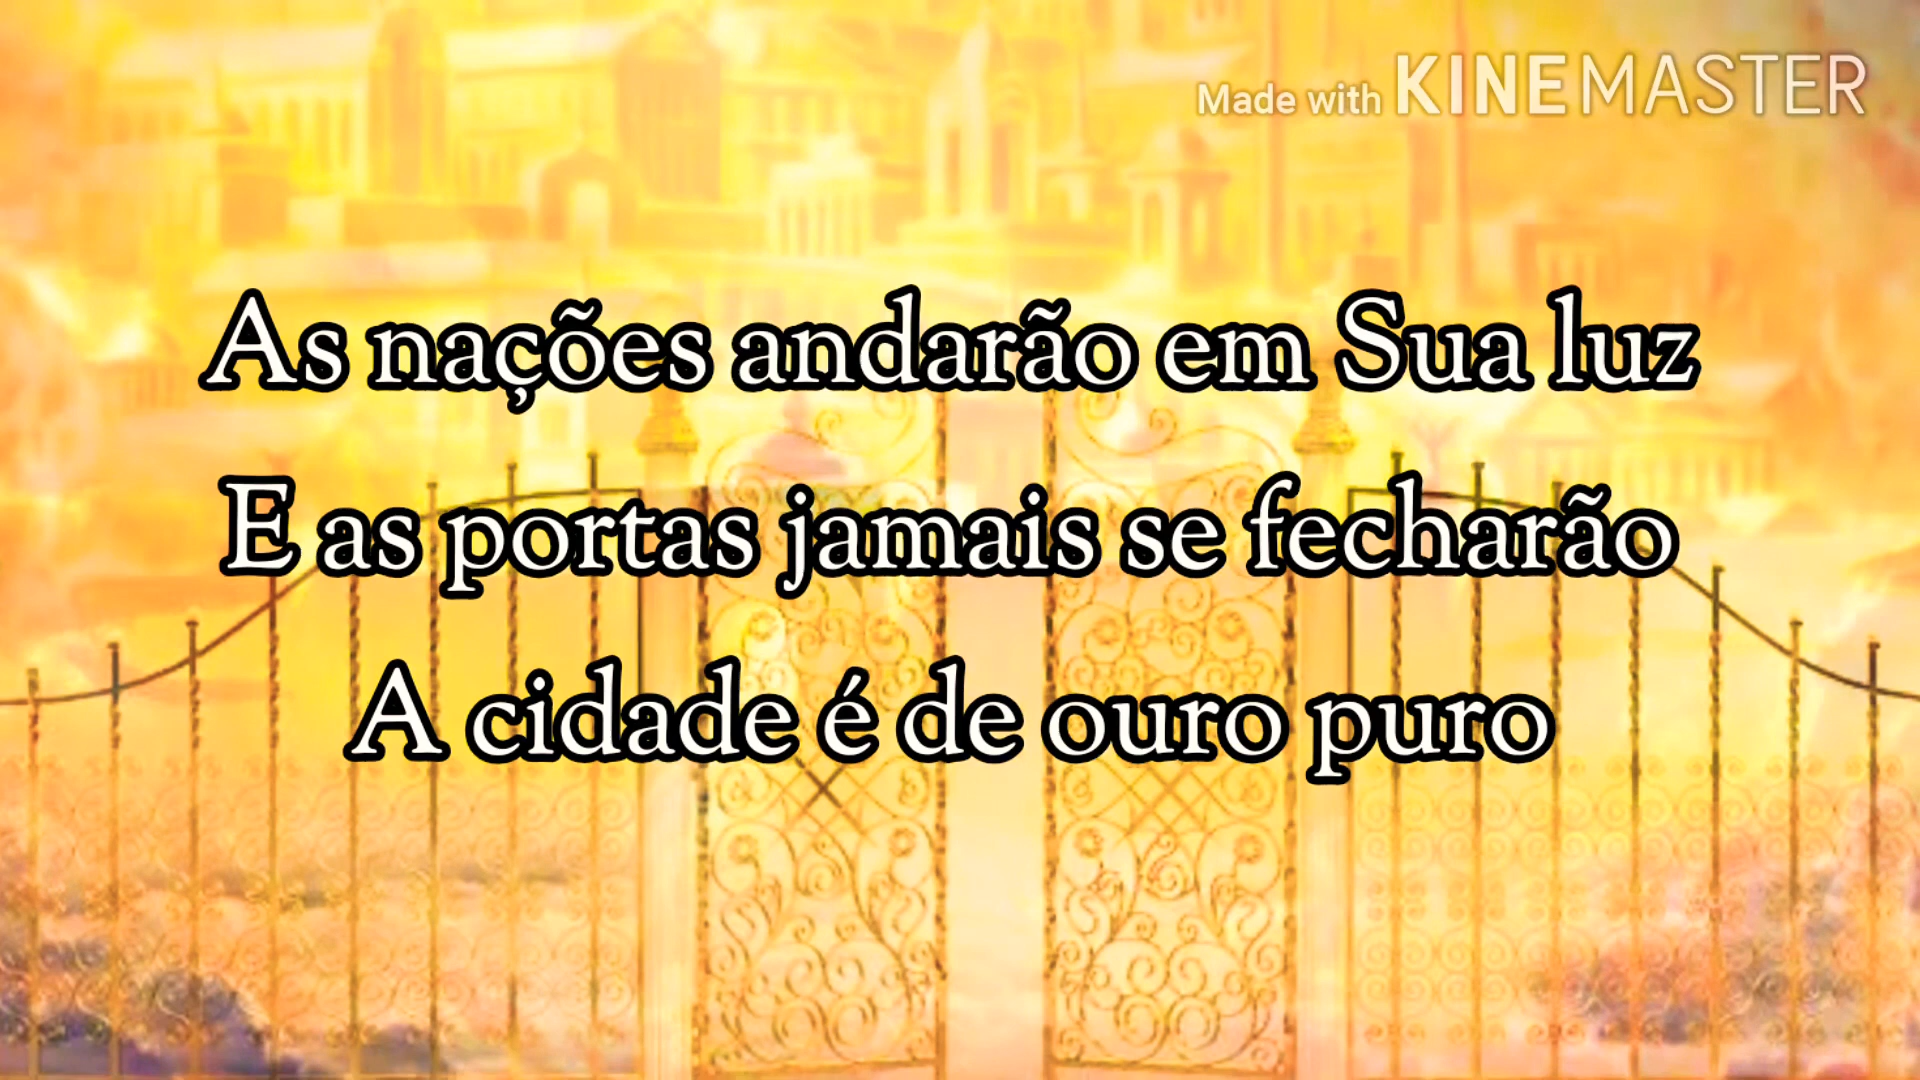 Made with KINEMASTER
As nações andarão em Sua luz
E as portas jamais se fecharão
A cidade é de ouro puro